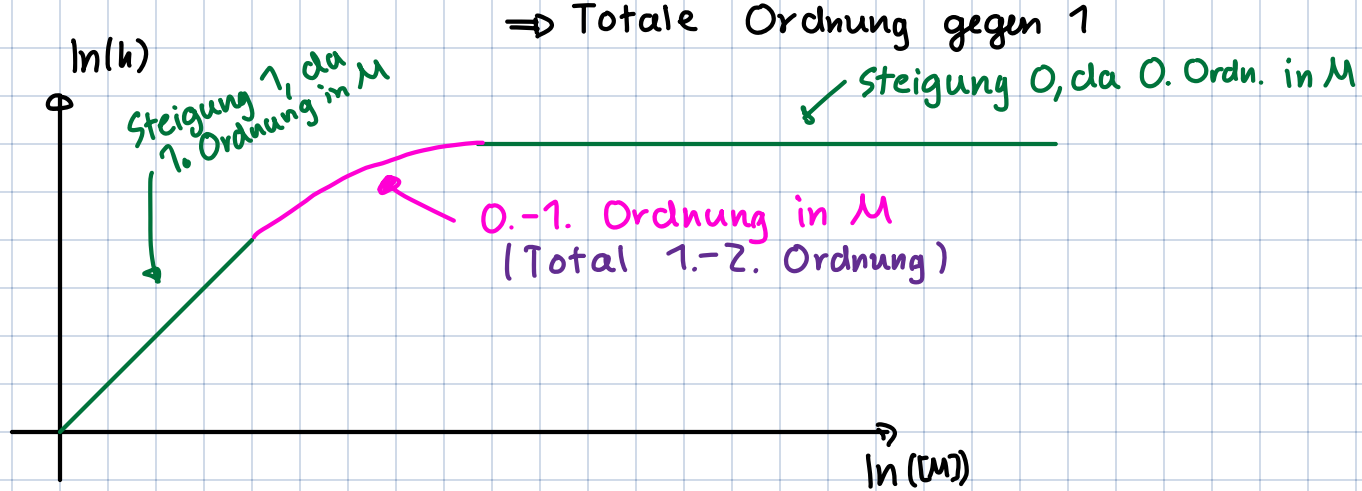 ⇒ Totale Ordnung gegen 1
ln(k)
Steigung 1, da
1. Ordnung in M
Steigung 0, da 0. Ordn. in M
0.-1. Ordnung in M
(Total 1.-2. Ordnung)
ln([M])